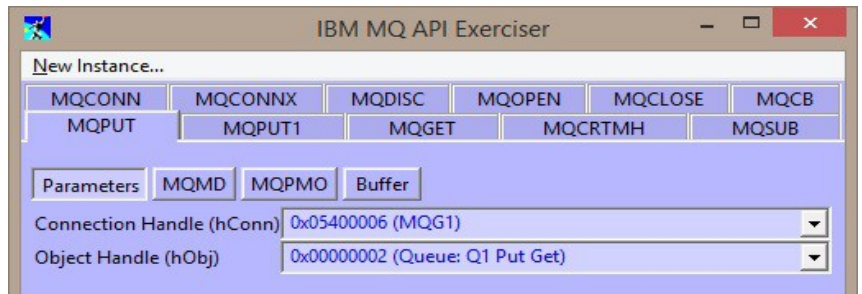 IBM MQ API Exerciser
New Instance...
MQCONN MQCONNX MQDISC MQOPEN MQCLOSE MQCB
MQPUT MQPUT1 MQGET MQCRTMH MQSUB
Parameters MQMD MQPMO Buffer
Connection Handle (hConn) 0x05400006 (MQG1)
Object Handle (hObj) 0x00000002 (Queue: Q1 Put Get)